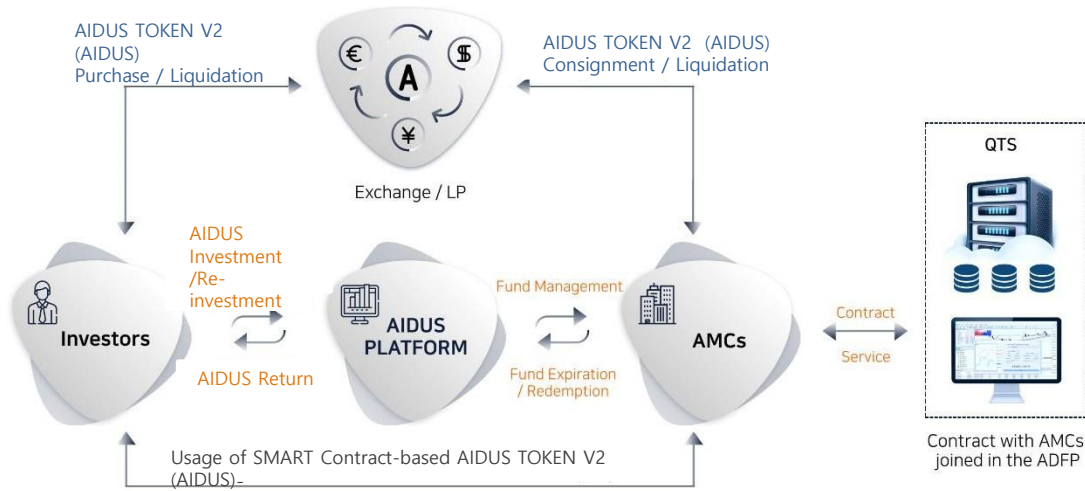 AIDUS TOKEN V2
(AIDUS)
Purchase / Liquidation
AIDUS TOKEN V2 (AIDUS)
Consignment / Liquidation
€
$
A
¥
Exchange / LP
QTS
AIDUS
Investment
/Re-
investment
Investors
AIDUS Return
AIDUS
PLATFORM
Fund Management
Fund Expiration
/ Redemption
AMCs
Contract
Service
Contract with AMCs
joined in the ADFP
Usage of SMART Contract-based AIDUS TOKEN V2
(AIDUS)-